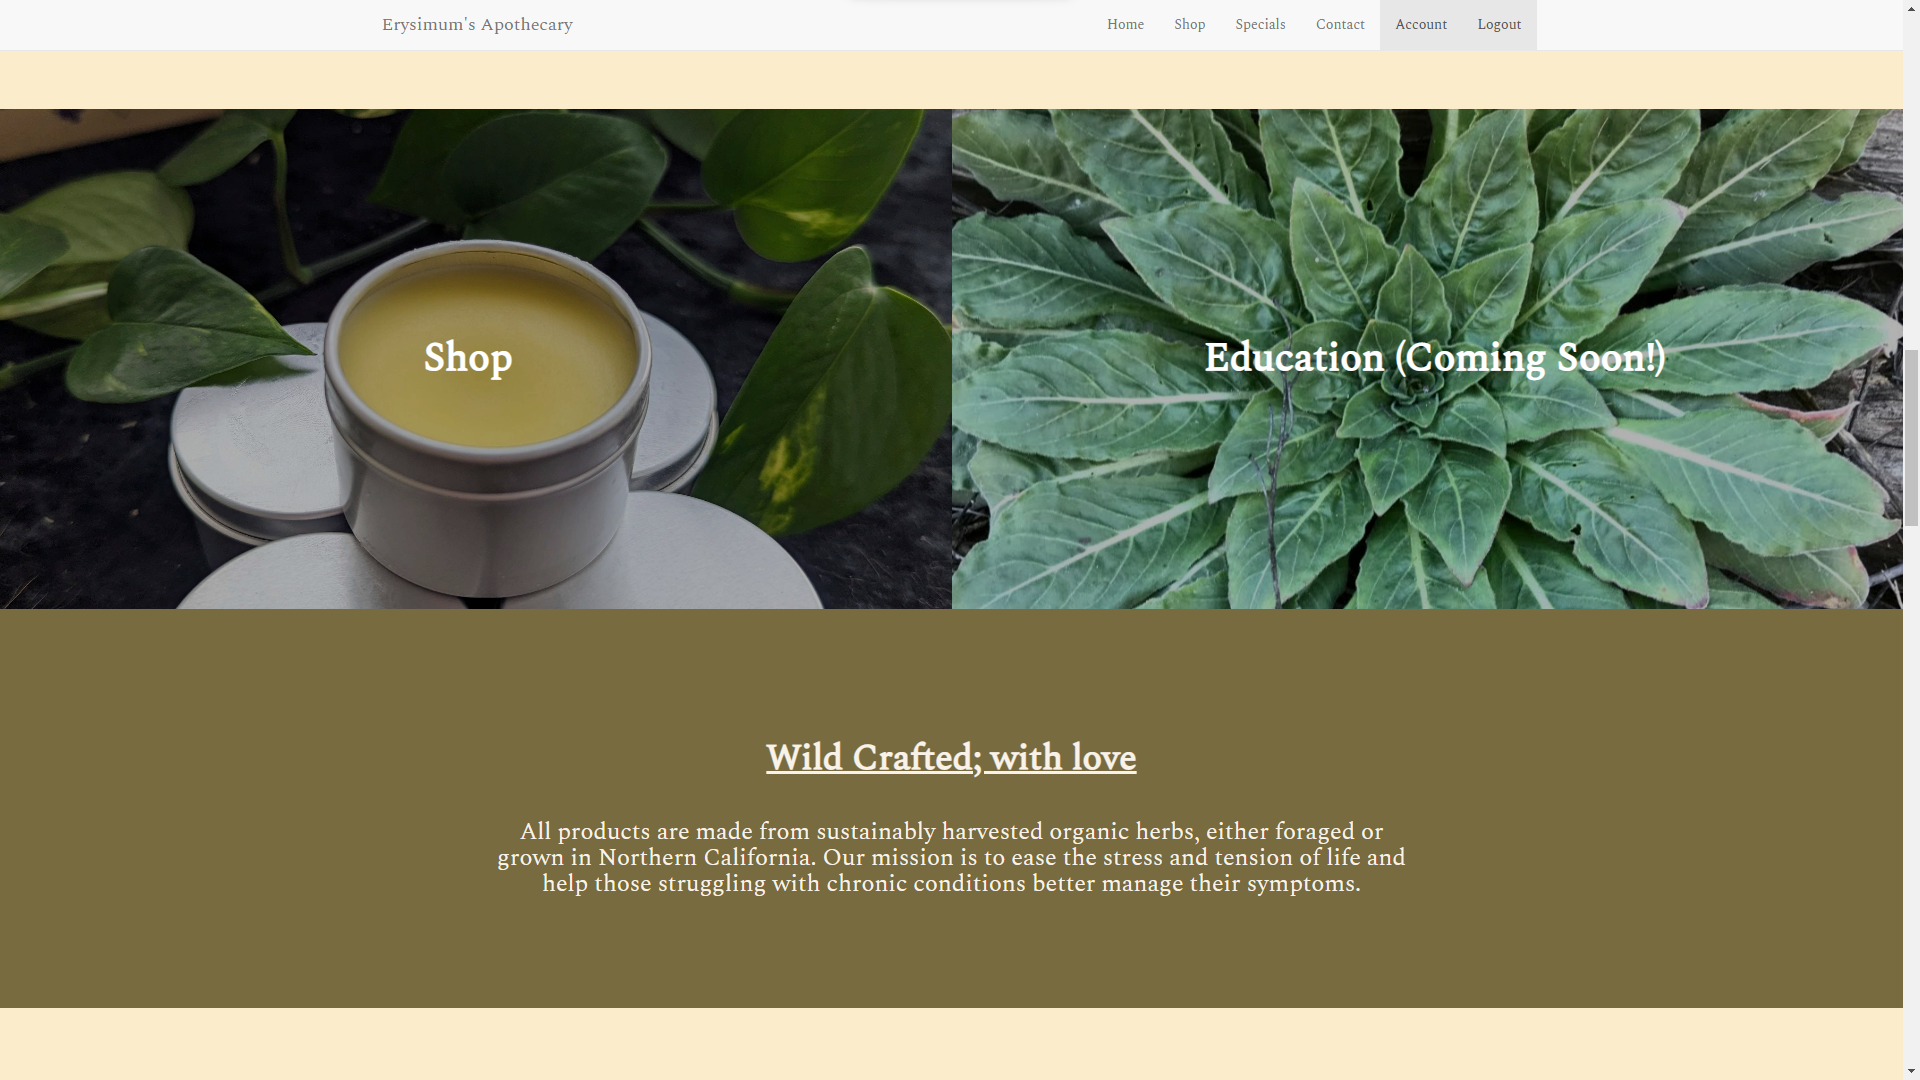 Erysimum's Apothecary
Home Shop Specials Contact Account Logout
Shop
Education (Coming Soon!)
Wild Crafted; with love
All products are made from sustainably harvested organic herbs, either foraged or
grown in Northern California. Our mission is to ease the stress and tension of life and
help those struggling with chronic conditions better manage their symptoms.